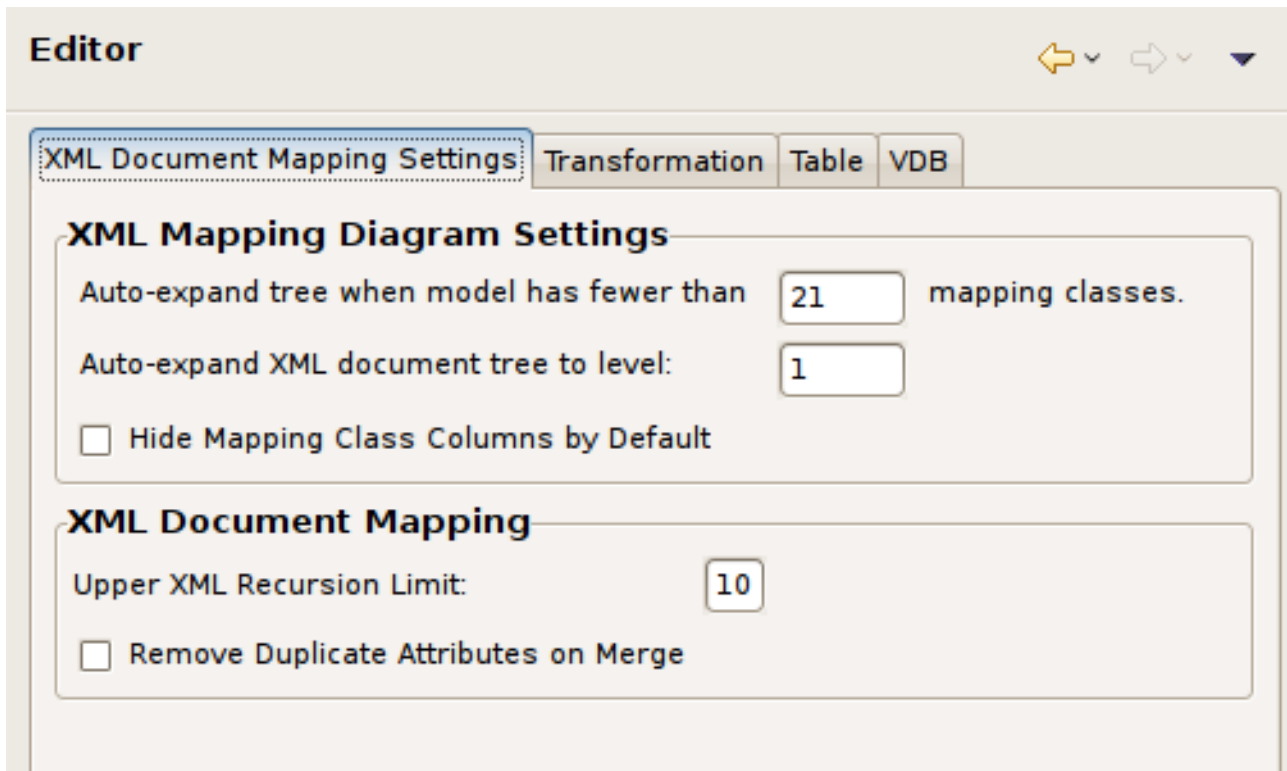 Editor
XML Document Mapping Settings Transformation Table VDB
XML Mapping Diagram Settings
Auto-expand tree when model has fewer than 21 mapping classes.
Auto-expand XML document tree to level: 1
Hide Mapping Class Columns by Default
XML Document Mapping
Upper XML Recursion Limit: 10
Remove Duplicate Attributes on Merge